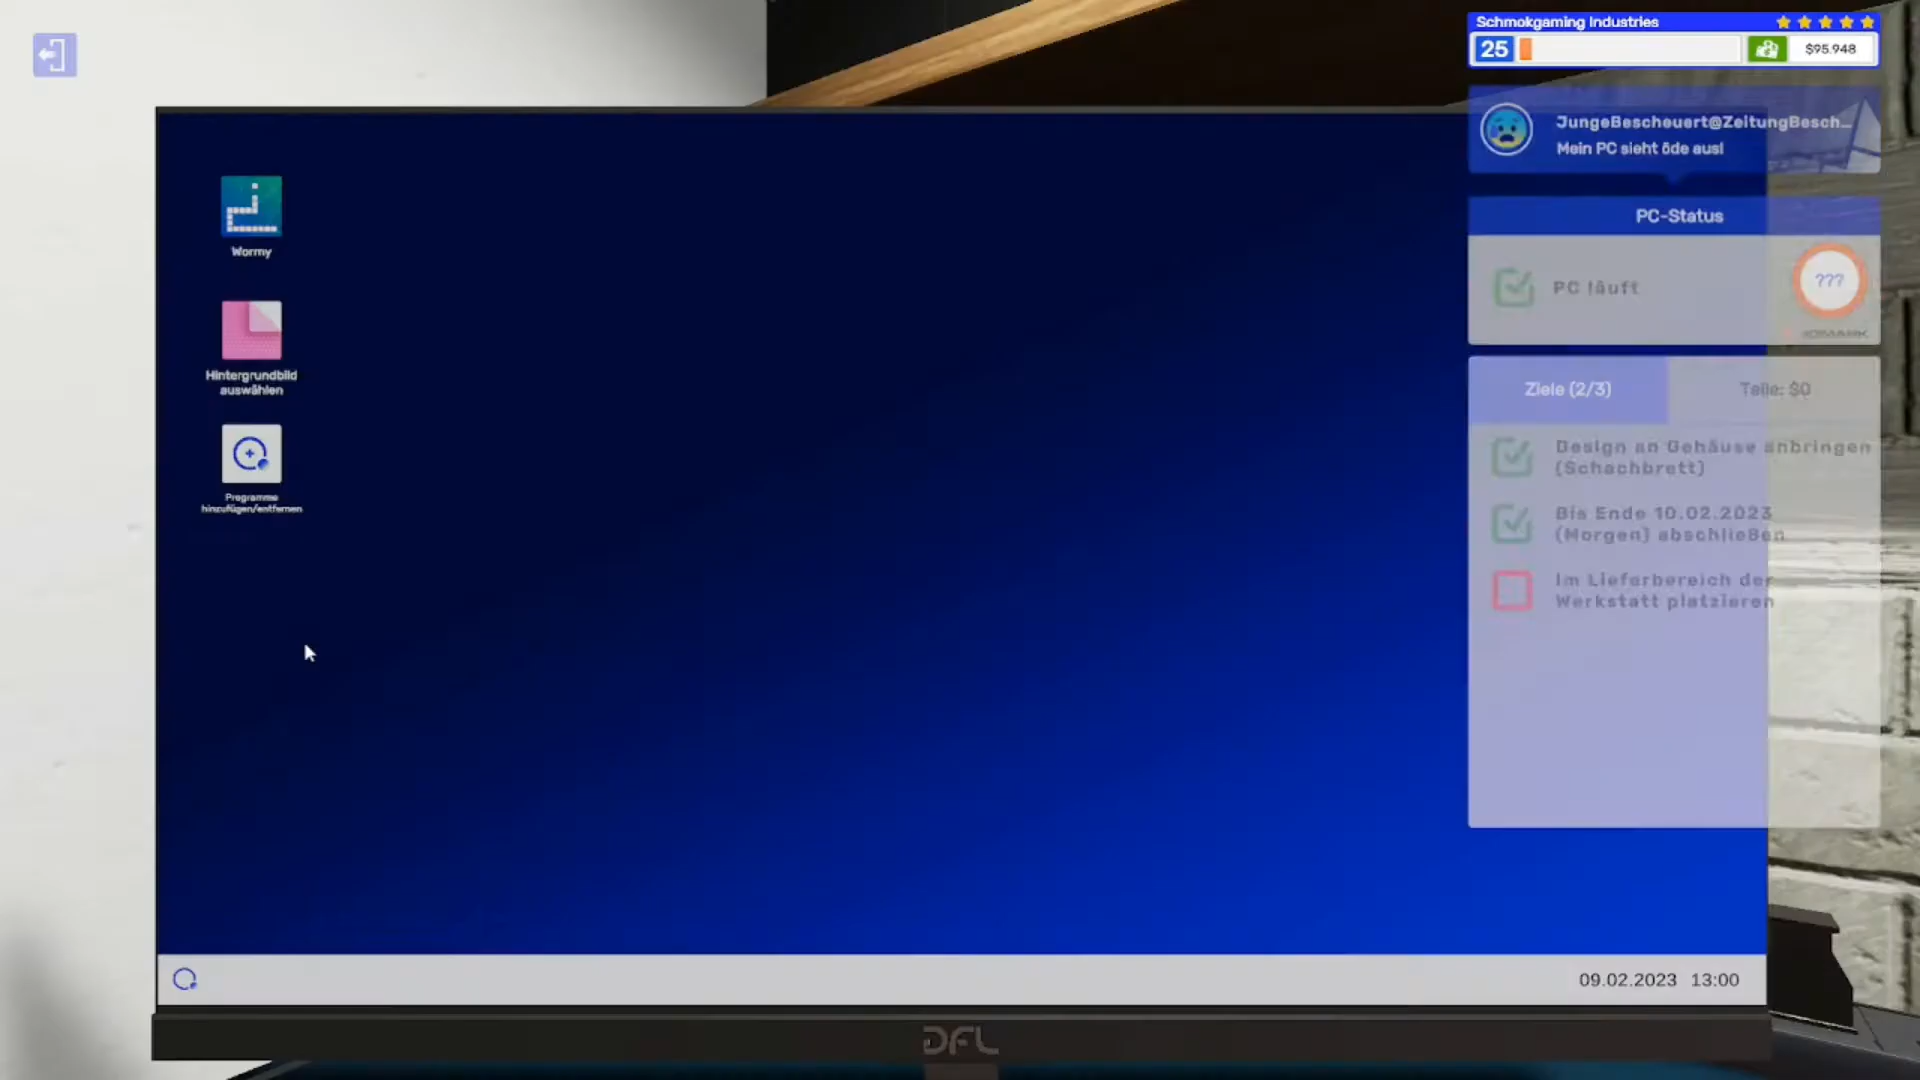 Schmokgaming Industries
25
$95.948
JungeBescheuert@ZeitungBesch...
Mein PC sieht öde aus!
PC-Status
PC läuft
???
Ziele (2/3)
Teile: $0
Design an Gehäuse anbringen
(Schachbrett)
Bis Ende 10.02.2023
(Morgen) abschließen
Im Lieferbereich der
Werkstatt platzieren
Wormy
Hintergrundbild
auswählen
Programme
hinzufügen/entfernen
09.02.2023 13:00
DFL